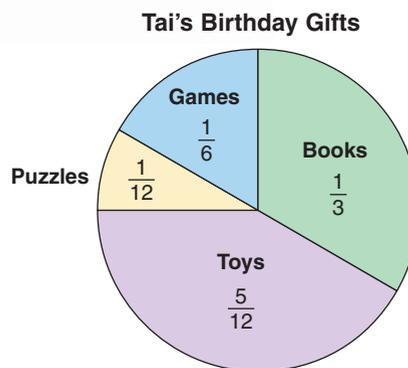 Tai's Birthday Gifts
Games
1/6
Books
1/3
Puzzles
1/12
Toys
5/12